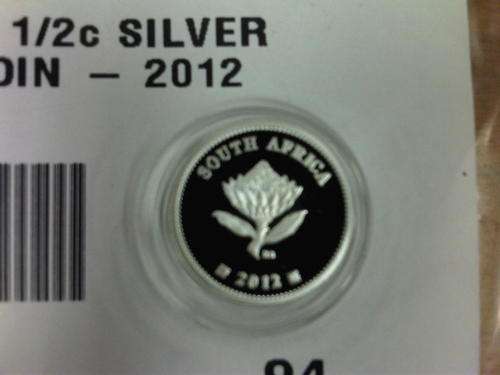 1/2c SILVER
OIN — 2012
SOUTH AFRICA
2012